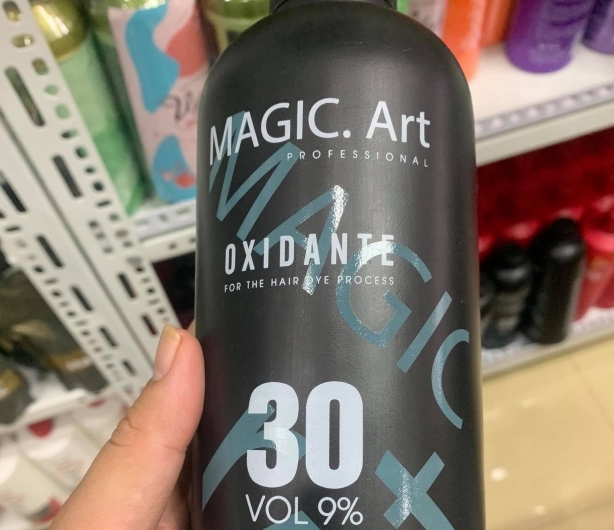 MAGIC. Art
PROFESSIONAL
MAGIC
OXIDANTE
FOR THE HAIR DYE PROCESS
30
VOL 9%